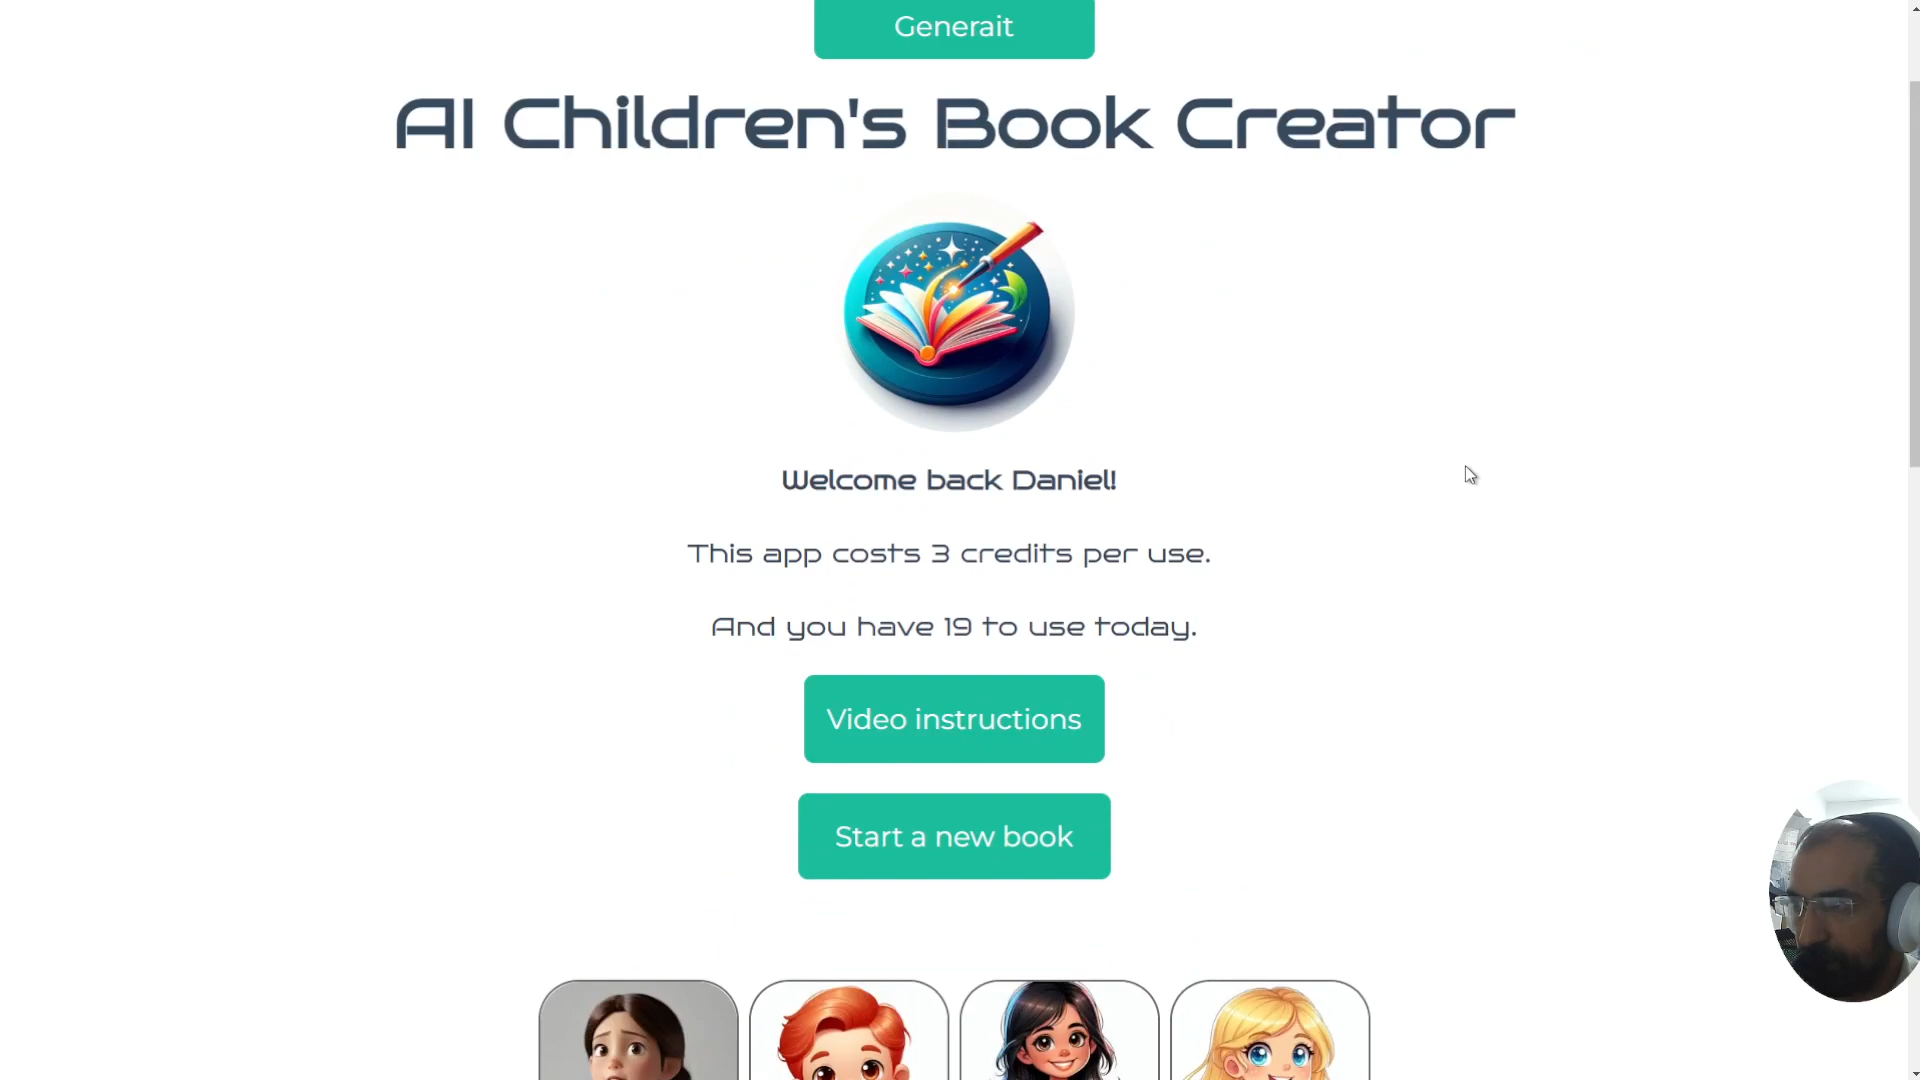 Generait
AI Children's Book Creator
Welcome back Daniel!
This app costs 3 credits per use.
And you have 19 to use today.
Video instructions
Start a new book